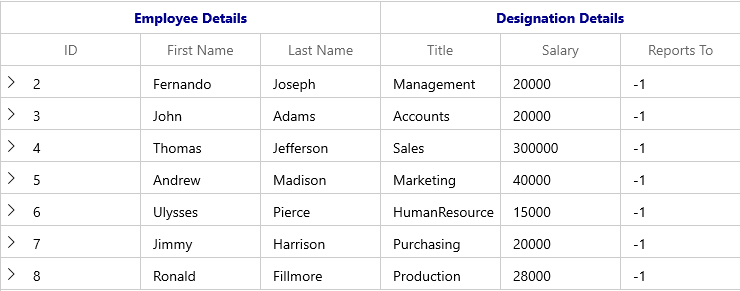 Employee Details Designation Details
ID First Name Last Name Title Salary Reports To
2 Fernando Joseph Management 20000 -1
3 John Adams Accounts 20000 -1
4 Thomas Jefferson Sales 300000 -1
5 Andrew Madison Marketing 40000 -1
6 Ulysses Pierce HumanResource 15000 -1
7 Jimmy Harrison Purchasing 20000 -1
8 Ronald Fillmore Production 28000 -1